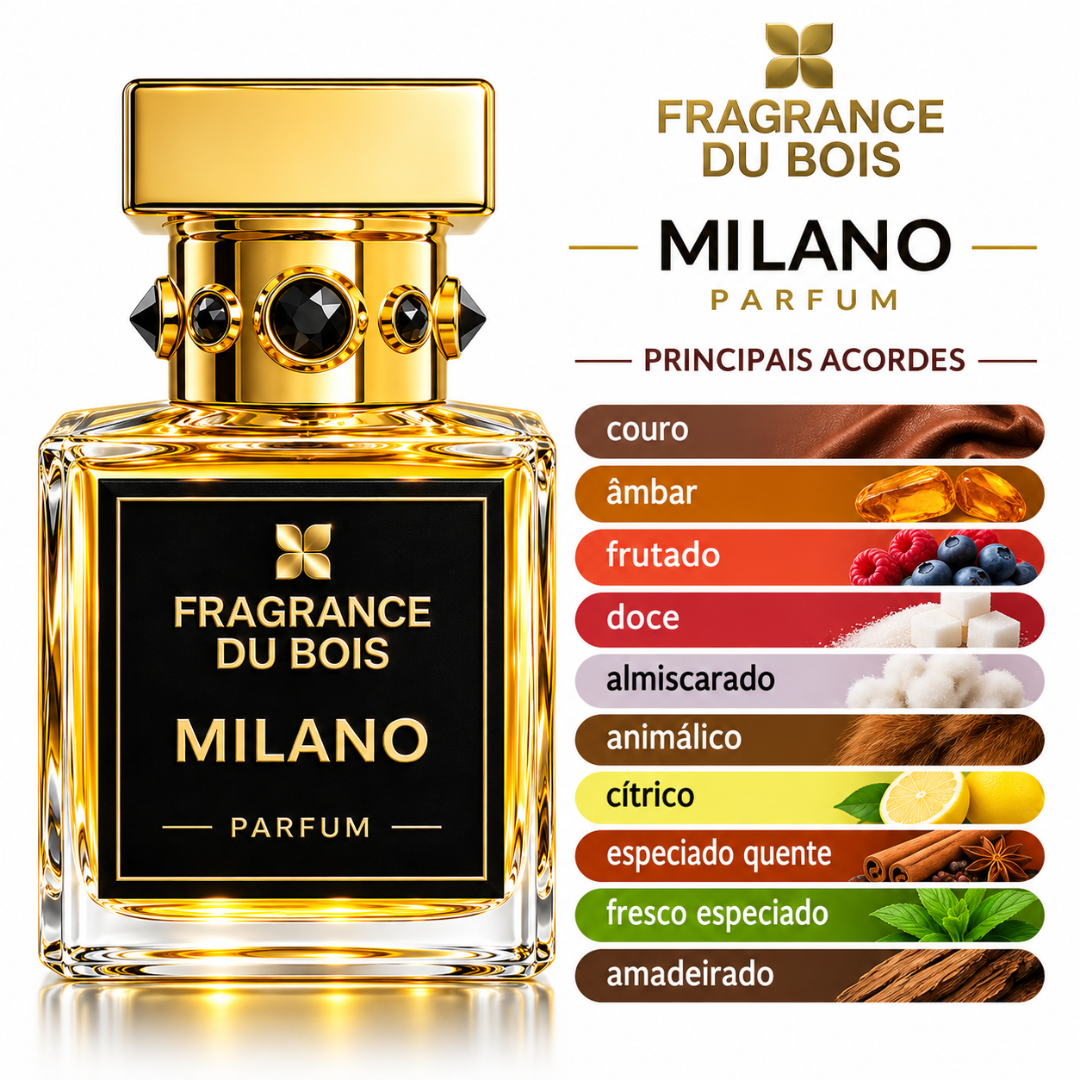 FRAGRANCE
DU BOIS
MILANO
PARFUM
FRAGRANCE
DU BOIS
MILANO
PARFUM
PRINCIPAIS ACORDES
couro
âmbar
frutado
doce
almiscarado
animálico
cítrico
especiado quente
fresco especiado
amadeirado